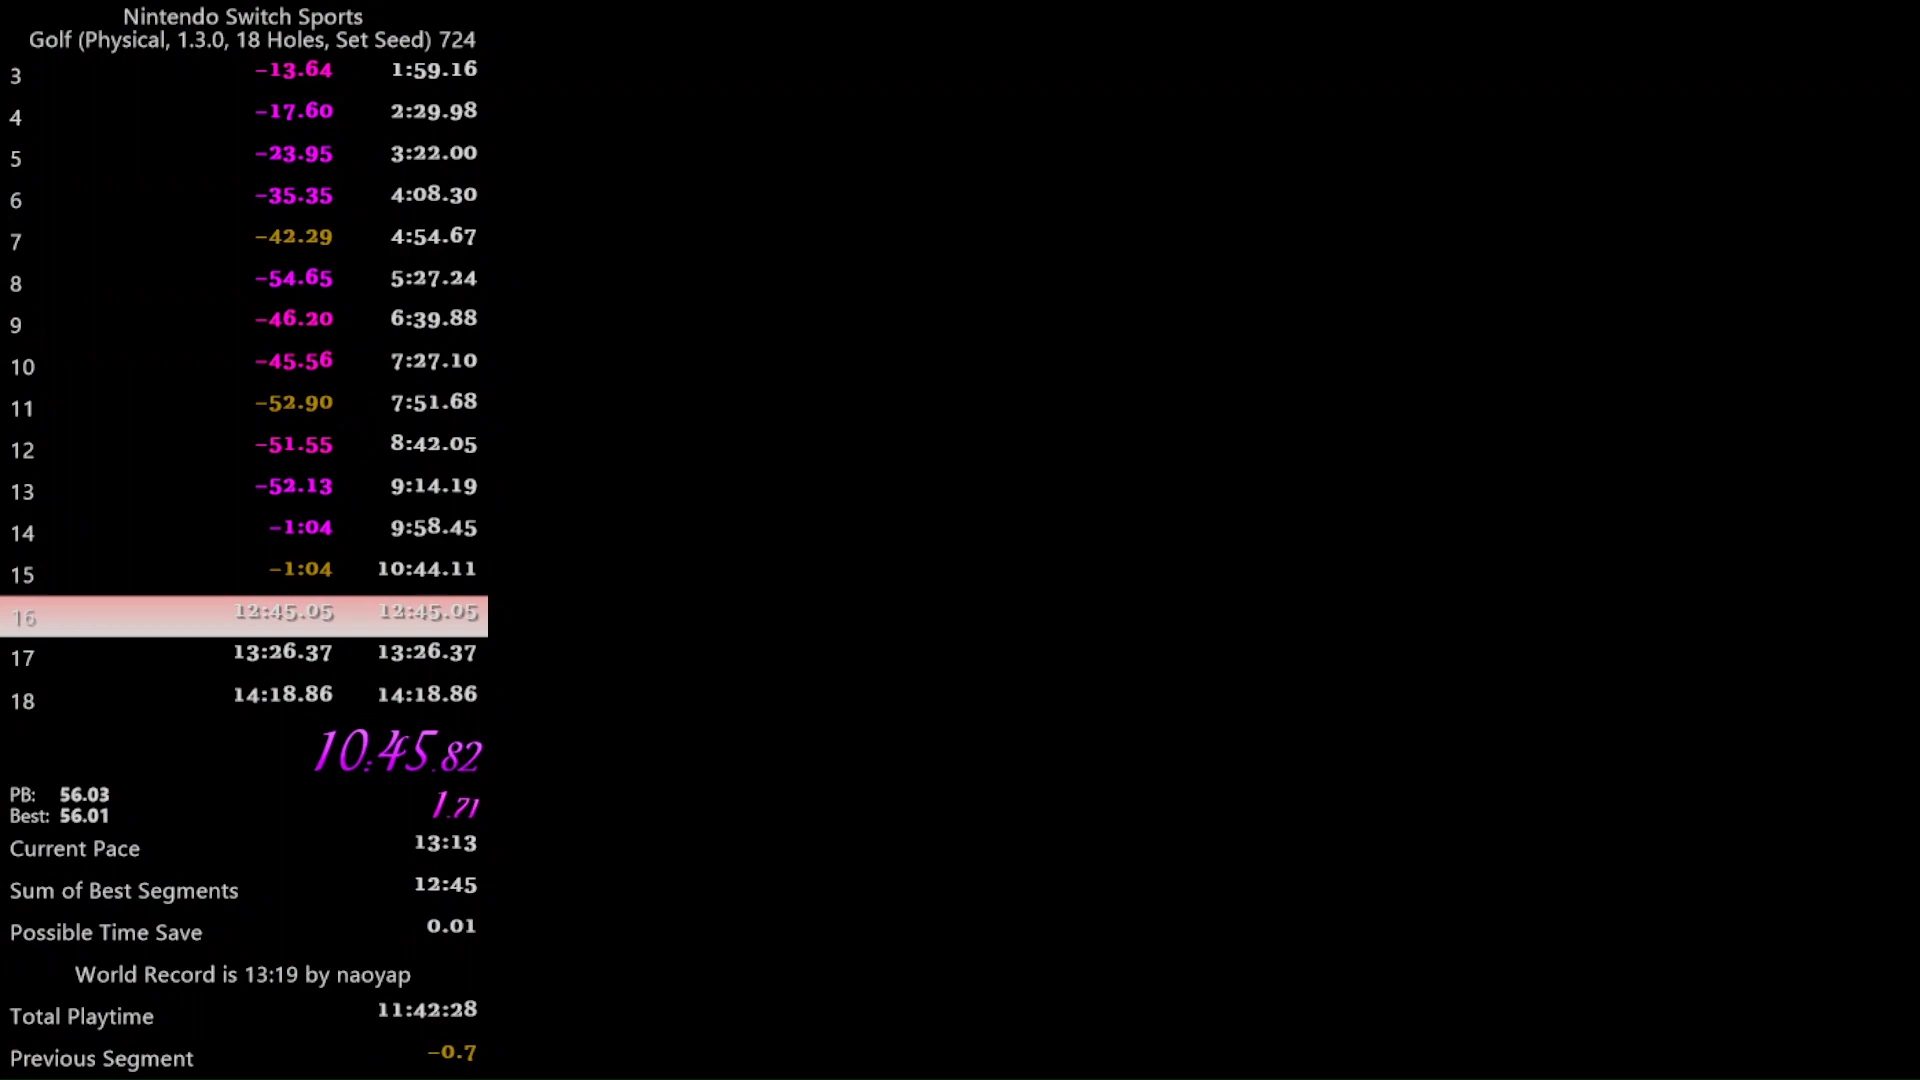 Nintendo Switch Sports
Golf (Physical, 1.3.0, 18 Holes, Set Seed) 724
3 −13.64 1:59.16
4 −17.60 2:29.98
5 −23.95 3:22.00
6 −35.35 4:08.30
7 −42.29 4:54.67
8 −54.65 5:27.24
9 −46.20 6:39.88
10 −45.56 7:27.10
11 −52.90 7:51.68
12 −51.55 8:42.05
13 −52.13 9:14.19
14 −1:04 9:58.45
15 −1:04 10:44.11
16 12:45.05 12:45.05
17 13:26.37 13:26.37
18 14:18.86 14:18.86
10:45.82
PB: 56.03 1.71
Best: 56.01
Current Pace 13:13
Sum of Best Segments 12:45
Possible Time Save 0.01
World Record is 13:19 by naoyap
Total Playtime 11:42:28
Previous Segment −0.7